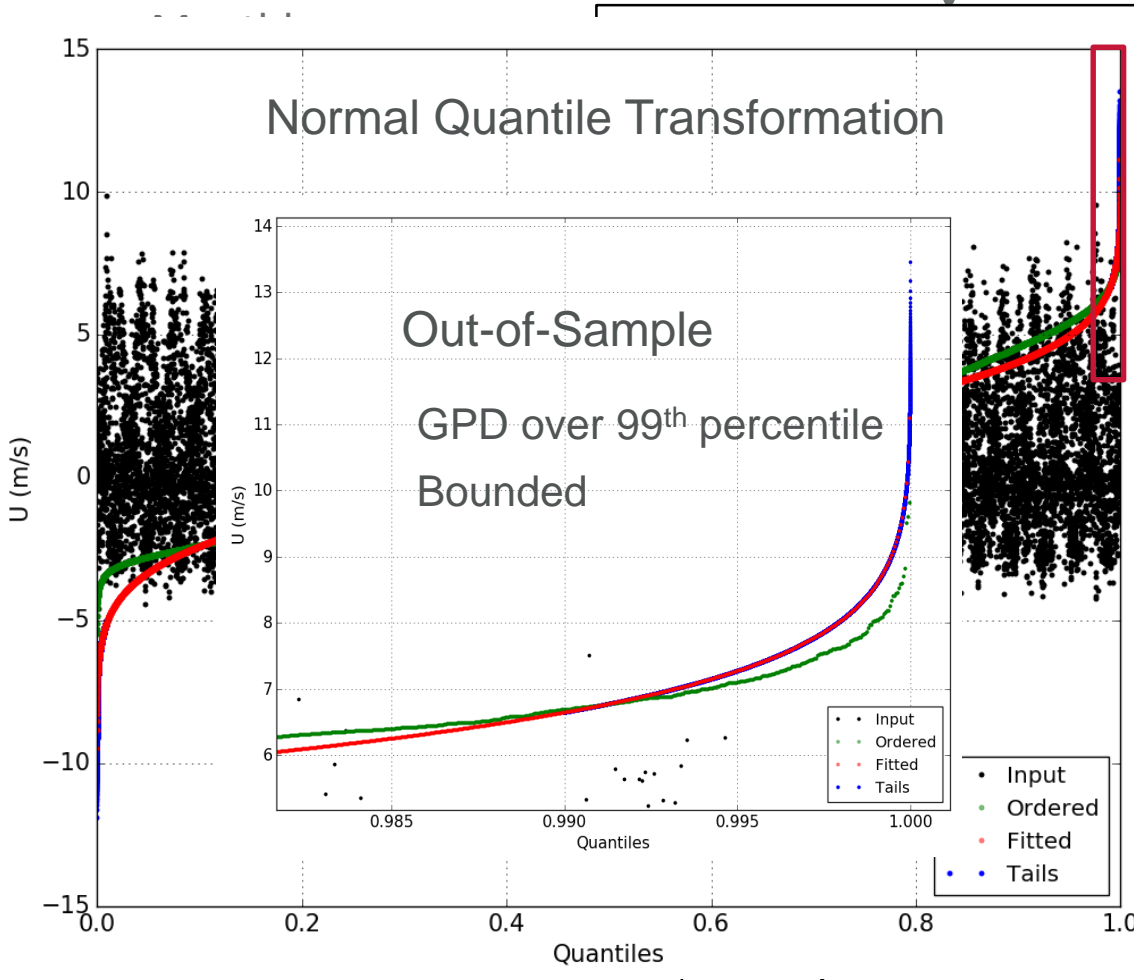 15
Normal Quantile Transformation
10
5
0
−5
−10
−15
U (m/s)
0.0
0.2
0.4
0.6
0.8
1.0
Quantiles
Input
Ordered
Fitted
Tails
14
13
12
11
10
9
8
7
6
U (m/s)
Out-of-Sample
GPD over 99th percentile
Bounded
0.985
0.990
0.995
1.000
Quantiles
Input
Ordered
Fitted
Tails